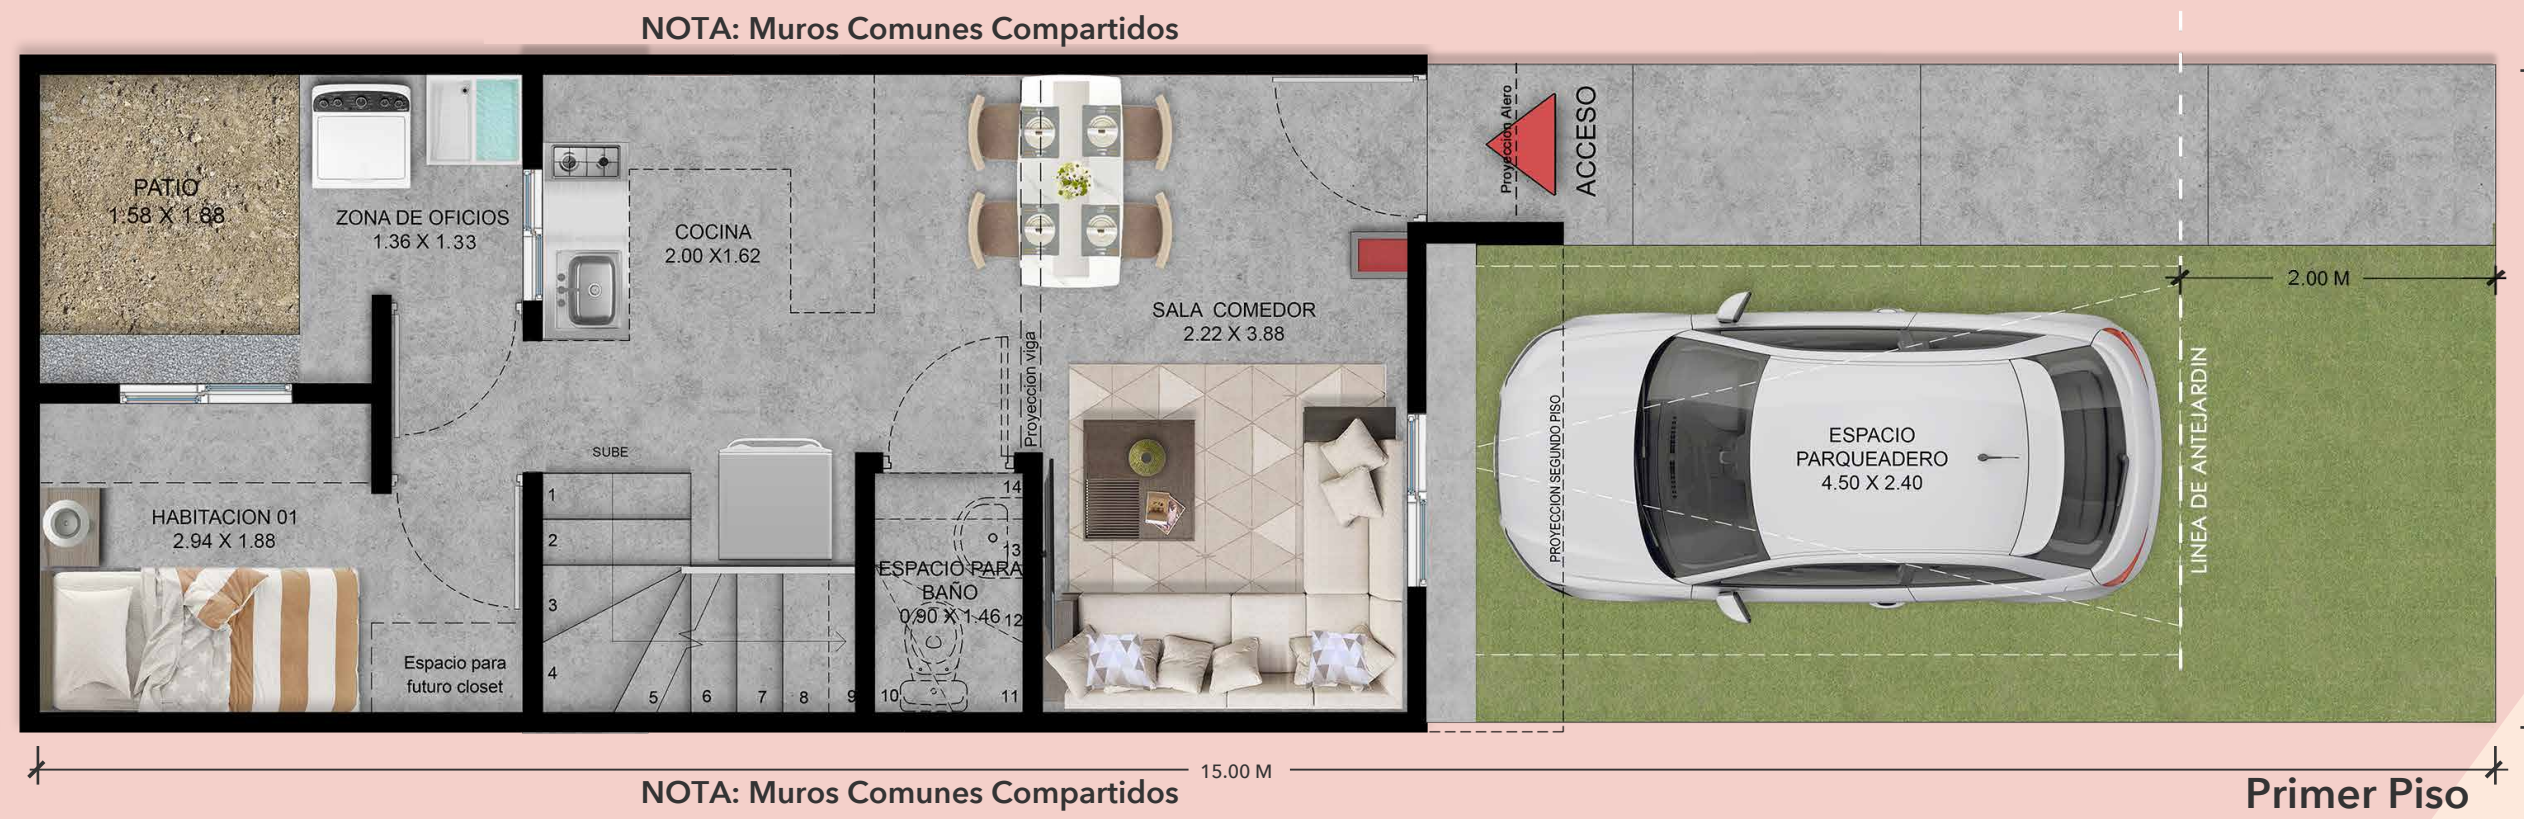 NOTA: Muros Comunes Compartidos
PATIO
1.58 X 1.88
ZONA DE OFICIOS
1.36 X 1.33
COCINA
2.00 X1.62
Proyeccion Alero
ACCESO
SALA COMEDOR
2.22 X 3.88
2.00 M
Proyeccion viga
PROYECCION SEGUNDO PISO
LINEA DE ANTEJARDIN
ESPACIO
PARQUEADERO
4.50 X 2.40
SUBE
HABITACION 01
2.94 X 1.88
Espacio para
futuro closet
1
2
3
4
5
6
7
8
9
10
11
12
13
14
ESPACIO PARA
BAÑO
0.90 X 1.46
15.00 M
NOTA: Muros Comunes Compartidos
Primer Piso